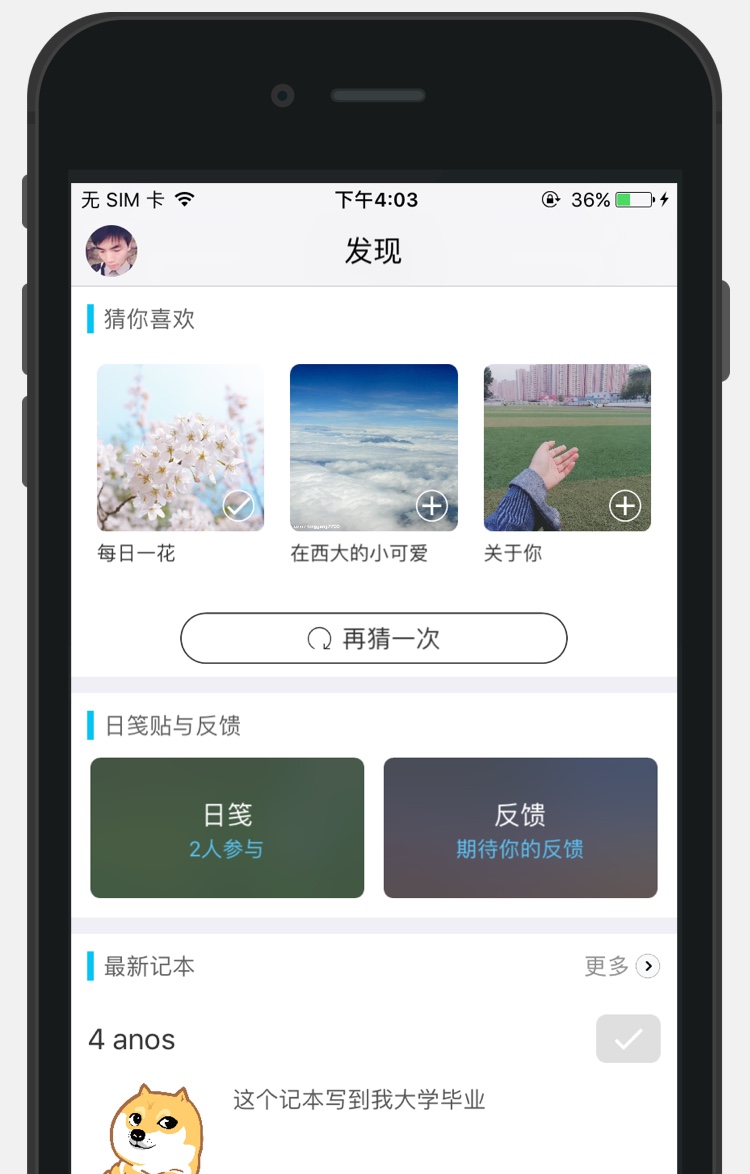 无 SIM 卡
下午4:03
36%
发现
猜你喜欢
每日一花
在西大的小可爱
关于你
再猜一次
日笺贴与反馈
日笺
2人参与
反馈
期待你的反馈
最新记本
更多
4 anos
这个记本写到我大学毕业